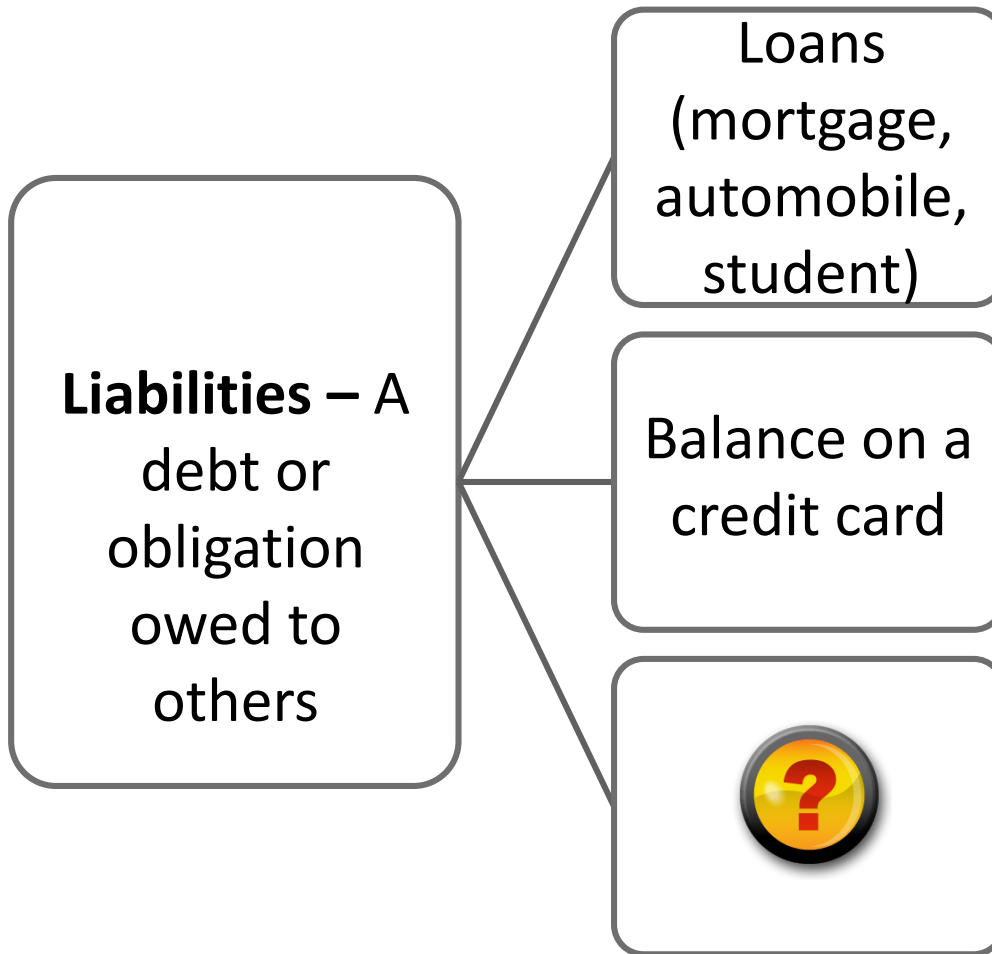 Liabilities – A
debt or
obligation
owed to
others
Loans
(mortgage,
automobile,
student)
Balance on a
credit card
?